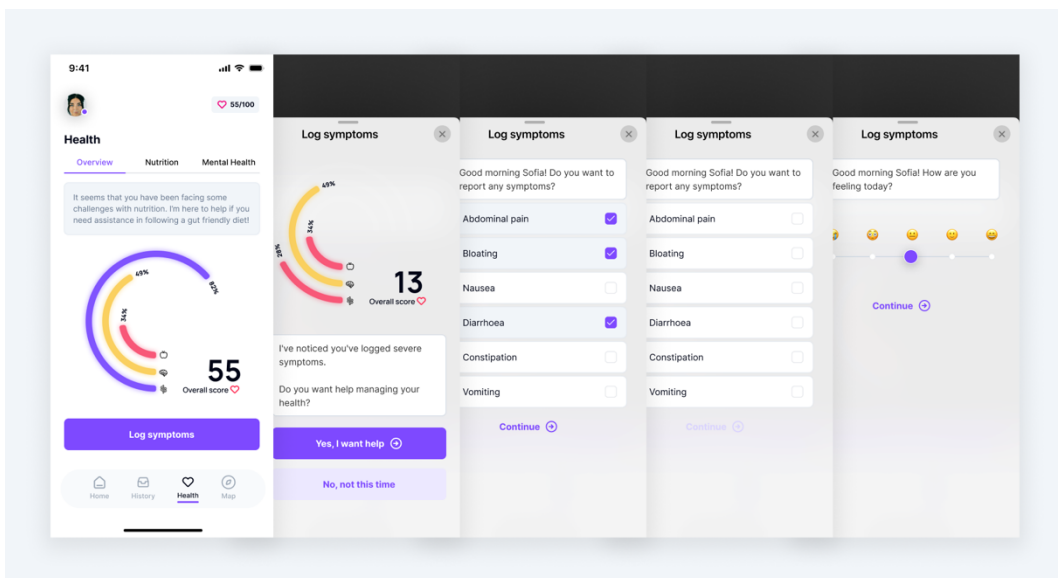 9:41
55/100
Health
Overview Nutrition Mental Health
It seems that you have been facing some
challenges with nutrition. I'm here to help if you
need assistance in following a gut friendly diet!
49%
82%
34%
55
Overall score
Log symptoms
Home History Health Map
Log symptoms
49%
34%
28%
13
Overall score
I've noticed you've logged severe
symptoms.
Do you want help managing your
health?
Yes, I want help
No, not this time
Log symptoms
Good morning Sofia! Do you want to
report any symptoms?
Abdominal pain
Bloating
Nausea
Diarrhoea
Constipation
Vomiting
Continue
Log symptoms
Good morning Sofia! Do you want to
report any symptoms?
Abdominal pain
Bloating
Nausea
Diarrhoea
Constipation
Vomiting
Continue
Log symptoms
Good morning Sofia! How are you
feeling today?
Continue